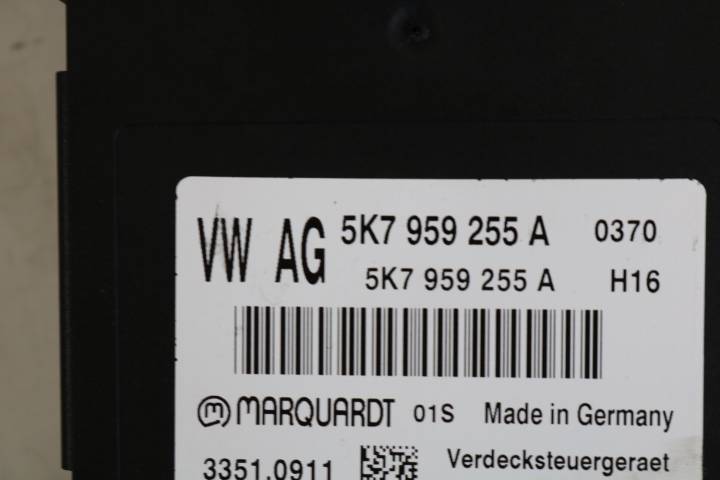 VW AG 5K7 959 255 A 0370
5K7 959 255 A H16
MARQUARDT 01S Made in Germany
3351.0911 Verdecksteuergeraet